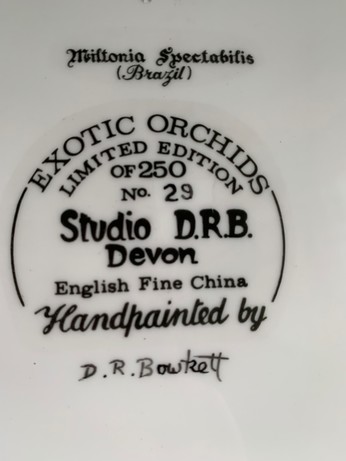 Miltonia Spectabilis
(Brazil)
EXOTIC ORCHIDS
LIMITED EDITION
OF 250
No. 29
Studio D.R.B.
Devon
English Fine China
Handpainted by
D.R. Bowkett